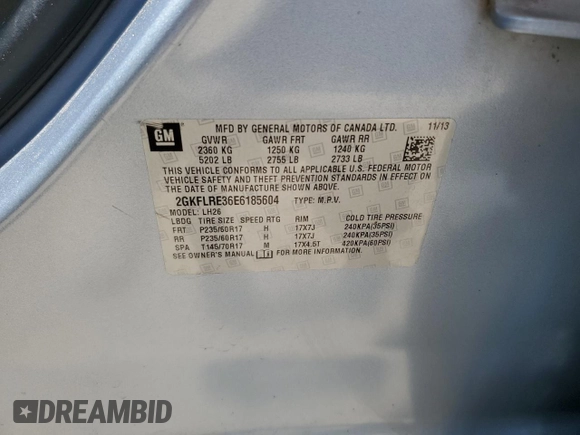 GM
MFD BY GENERAL MOTORS OF CANADA LTD. 11/13
GVWR GAWR FRT GAWR RR
2360 KG 1250 KG 1240 KG
5202 LB 2755 LB 2733 LB
THIS VEHICLE CONFORMS TO ALL APPLICABLE U.S. FEDERAL MOTOR
VEHICLE SAFETY AND THEFT PREVENTION STANDARDS IN EFFECT
ON THE DATE OF MANUFACTURE SHOWN ABOVE.
2GKFLRE36E6185604 TYPE: M.P.V.
MODEL: LH26
LBDG TIRE SIZE SPEED RTG RIM COLD TIRE PRESSURE
FRT P235/60R17 H 17X7J 240KPA(35PSI)
RR P235/60R17 H 17X7J 240KPA(35PSI)
SPA T145/70R17 M 17X4.5T 420KPA(60PSI)
SEE OWNER'S MANUAL FOR MORE INFORMATION.
DREAMBID